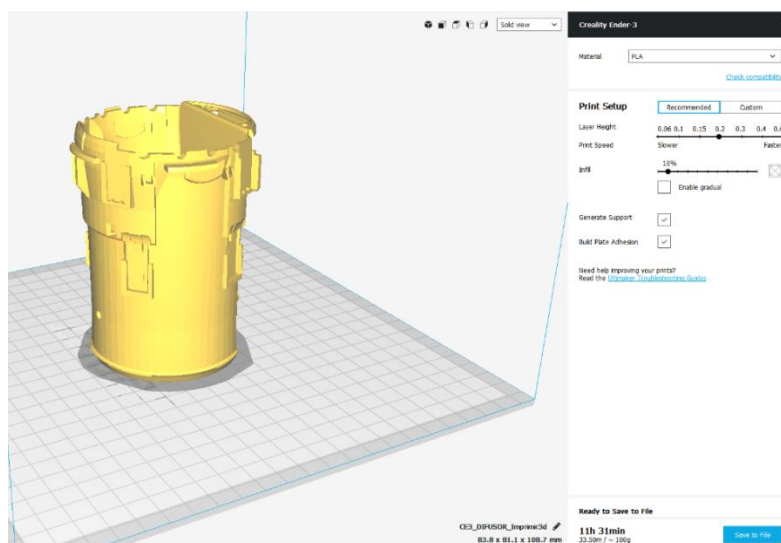 Solid view
Creality Ender-3
Material PLA
Check compatibility
Print Setup Recommended Custom
Layer Height 0.06 0.1 0.15 0.2 0.3 0.4 0.6
Print Speed Slower Faster
Infill 10%
Enable gradual
Generate Support
Build Plate Adhesion
Need help improving your prints?
Read the Ultimaker Troubleshooting Guides
Ready to Save to File
CE3_DIFUSOR_Imprimir3d
83.8 x 81.1 x 108.7 mm
11h 31min
33.50m / ~ 100g
Save to File